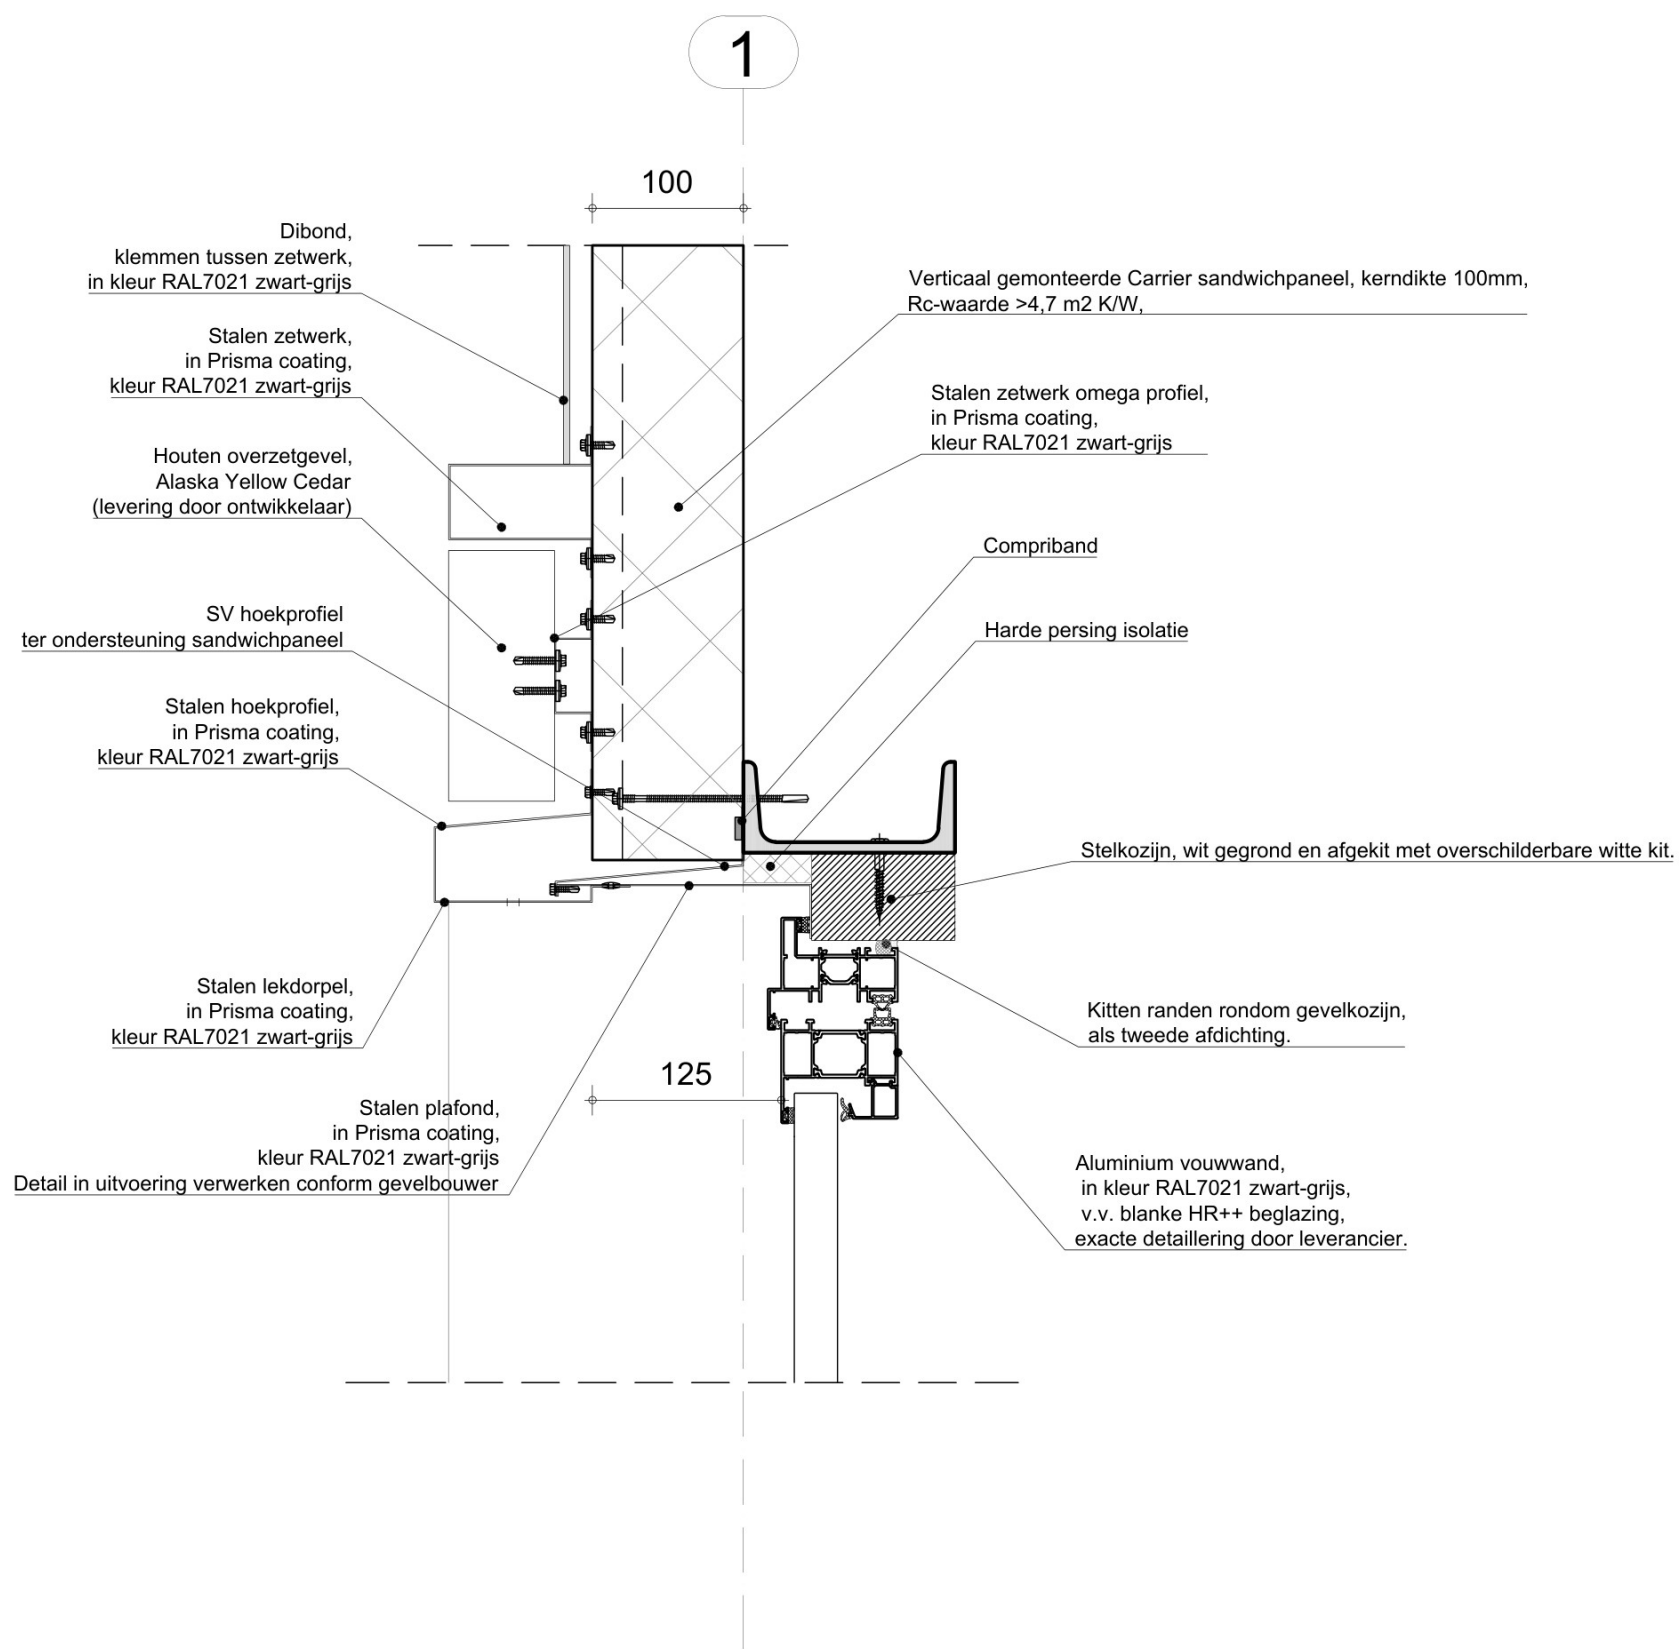 1
100
Dibond,
klemmen tussen zetwerk,
in kleur RAL7021 zwart-grijs
Verticaal gemonteerde Carrier sandwichpaneel, kerndikte 100mm,
Rc-waarde >4,7 m2 K/W,
Stalen zetwerk,
in Prisma coating,
kleur RAL7021 zwart-grijs
Stalen zetwerk omega profiel,
in Prisma coating,
kleur RAL7021 zwart-grijs
Houten overzetgevel,
Alaska Yellow Cedar
(levering door ontwikkelaar)
Compriband
SV hoekprofiel
ter ondersteuning sandwichpaneel
Harde persing isolatie
Stalen hoekprofiel,
in Prisma coating,
kleur RAL7021 zwart-grijs
Stelkozijn, wit gegrond en afgekit met overschilderbare witte kit.
Stalen lekdorpel,
in Prisma coating,
kleur RAL7021 zwart-grijs
Kitten randen rondom gevelkozijn,
als tweede afdichting.
125
Stalen plafond,
in Prisma coating,
kleur RAL7021 zwart-grijs
Detail in uitvoering verwerken conform gevelbouwer
Aluminium vouwwand,
in kleur RAL7021 zwart-grijs,
v.v. blanke HR++ beglazing,
exacte detaillering door leverancier.